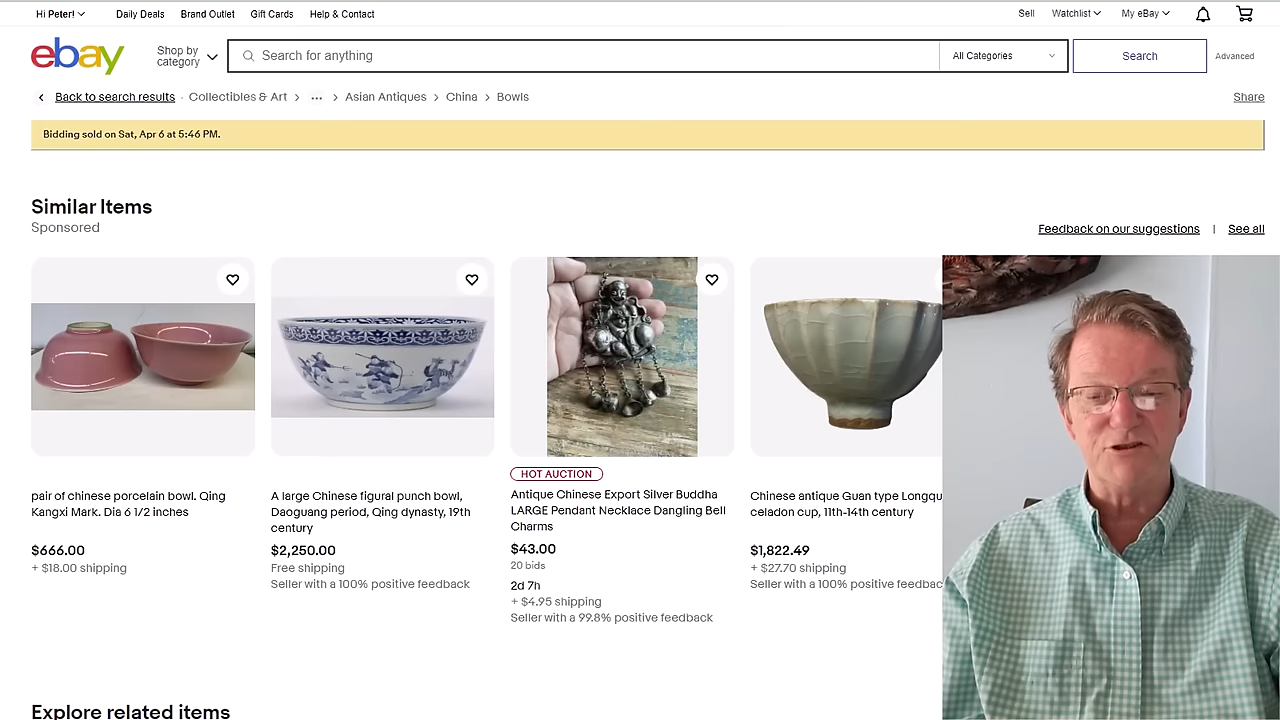 Hi Peter!
Daily Deals
Brand Outlet
Gift Cards
Help & Contact
Sell
Watchlist
My eBay
ebay
Shop by
category
Search for anything
All Categories
Search
Advanced
Back to search results · Collectibles & Art > ... > Asian Antiques > China > Bowls
Share
Bidding sold on Sat, Apr 6 at 5:46 PM.
Similar Items
Sponsored
Feedback on our suggestions | See all
pair of chinese porcelain bowl. Qing
Kangxi Mark. Dia 6 1/2 inches
$666.00
+ $18.00 shipping
A large Chinese figural punch bowl,
Daoguang period, Qing dynasty, 19th
century
$2,250.00
Free shipping
Seller with a 100% positive feedback
HOT AUCTION
Antique Chinese Export Silver Buddha
LARGE Pendant Necklace Dangling Bell
Charms
$43.00
20 bids
2d 7h
+ $4.95 shipping
Seller with a 99.8% positive feedback
Chinese antique Guan type Longqu
celadon cup, 11th-14th century
$1,822.49
+ $27.70 shipping
Seller with a 100% positive feedbac
Explore related items